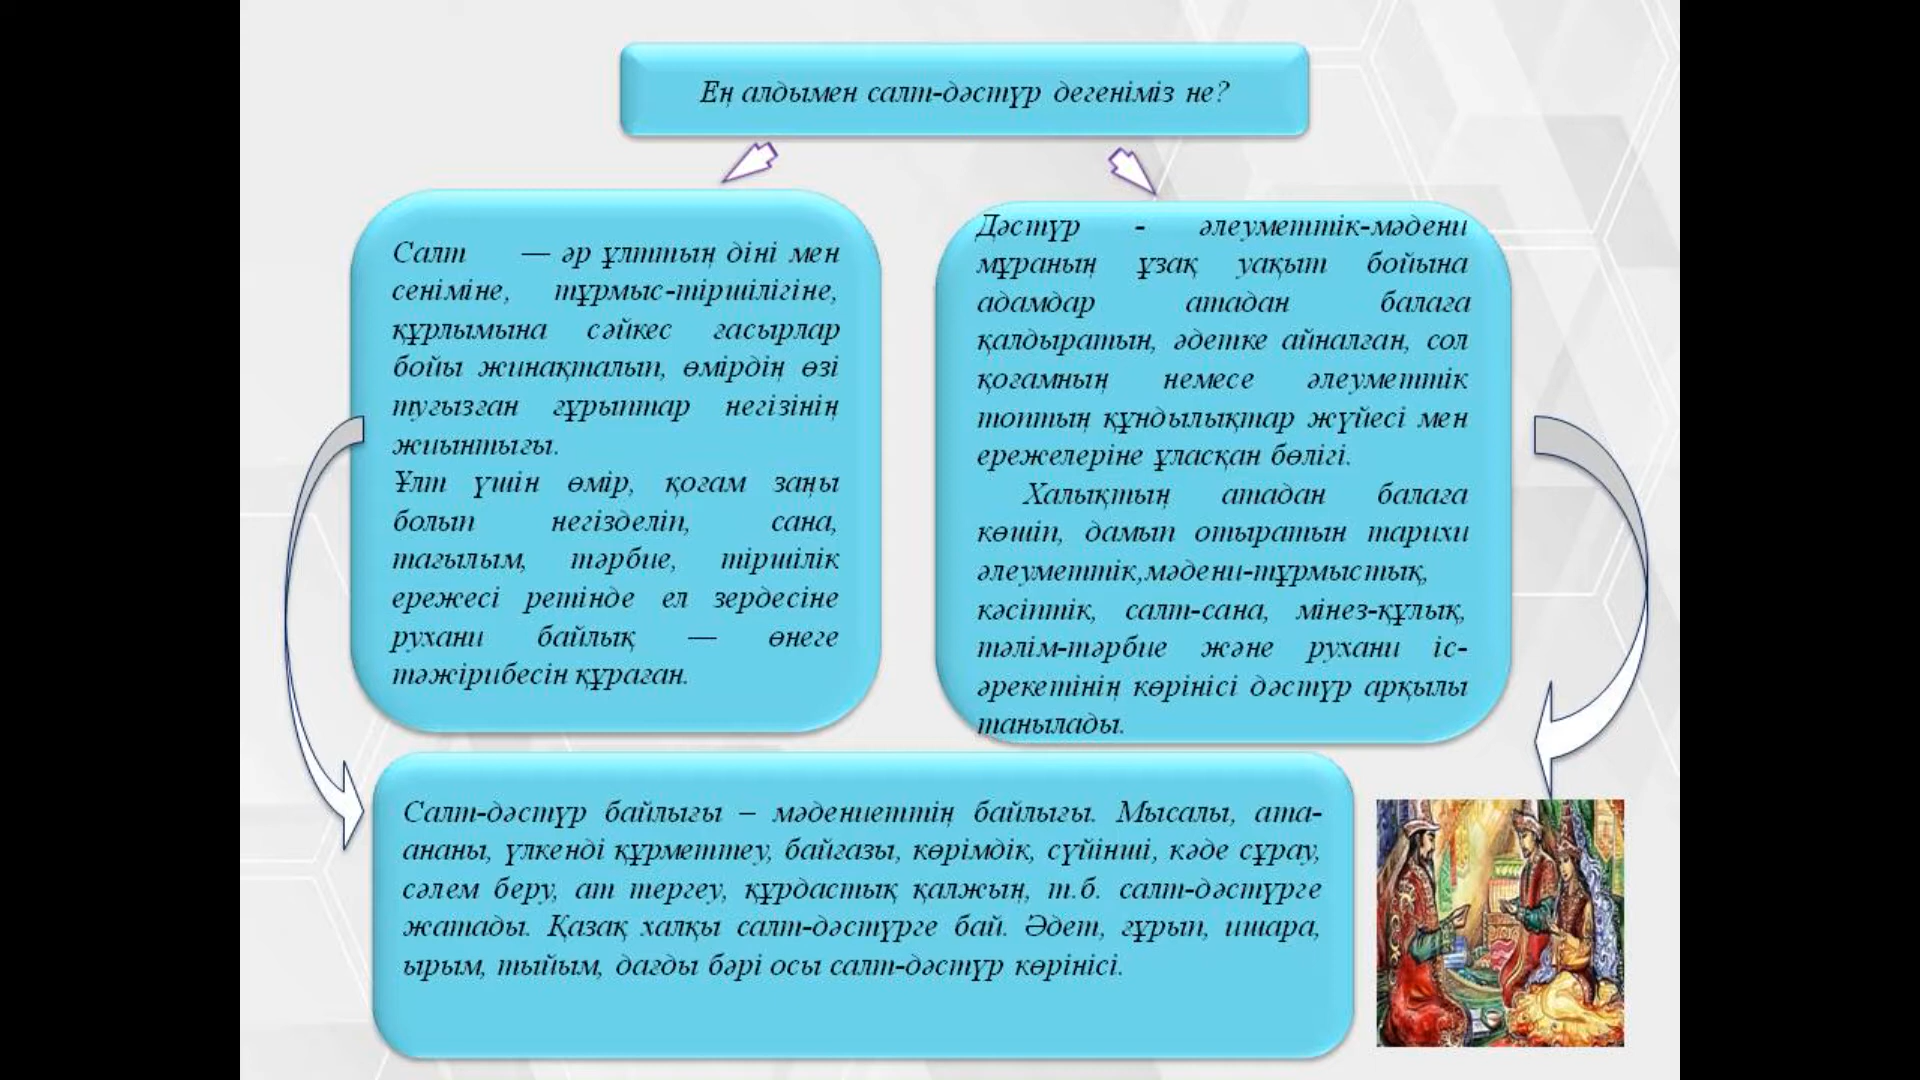 Ең алдымен салт-дәстүр дегеніміз не?
Салт — әр ұлттың діні мен
сеніміне, тұрмыс-тіршілігіне,
құрлымына сәйкес ғасырлар
бойы жинақталып, өмірдің өзі
туғызған ғұрыптар негізінің
жиынтығы.
Ұлт үшін өмір, қоғам заңы
болып негізделіп, сана,
тағылым, тәрбие, тіршілік
ережесі ретінде ел зердесіне
рухани байлық — өнеге
тәжірибесін құраған.
Дәстүр - әлеуметтік-мәдени
мұраның ұзақ уақыт бойына
адамдар атадан балаға
қалдыратын, әдетке айналған, сол
қоғамның немесе әлеуметтік
топтың құндылықтар жүйесі мен
ережелеріне ұласқан бөлігі.
Халықтың атадан балаға
көшіп, дамып отыратын тарихи
әлеуметтік,мәдени-тұрмыстық,
кәсіптік, салт-сана, мінез-құлық,
тәлім-тәрбие және рухани іс-
әрекетінің көрінісі дәстүр арқылы
танылады.
Салт-дәстүр байлығы – мәдениеттің байлығы. Мысалы, ата-
ананы, үлкенді құрметтеу, байғазы, көрімдік, сүйінші, кәде сұрау,
сәлем беру, ат тергеу, құрдастық қалжың, т.б. салт-дәстүрге
жатады. Қазақ халқы салт-дәстүрге бай. Әдет, ғұрып, ишара,
ырым, тыйым, дағды бәрі осы салт-дәстүр көрінісі.